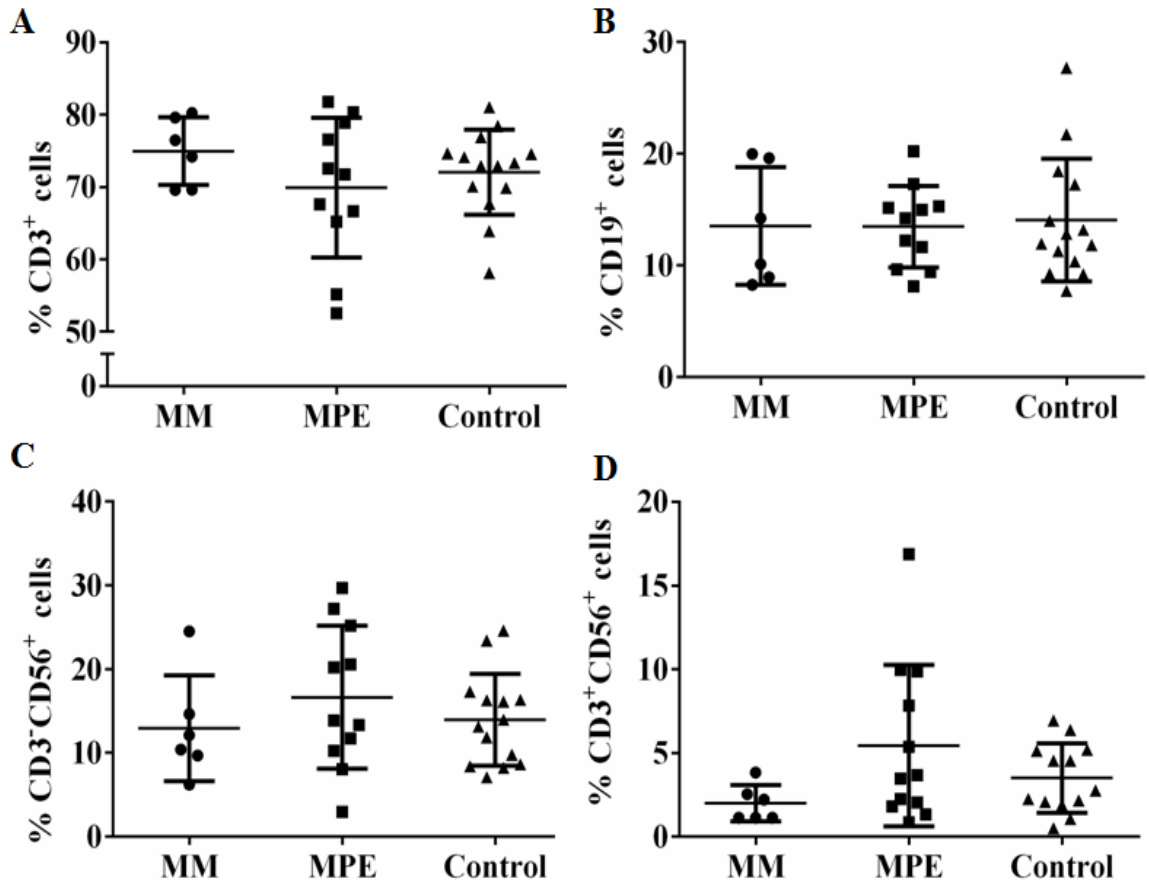 A
% CD3+ cells
90
80
70
60
50
0
MM MPE Control
B
% CD19+ cells
30
20
10
0
MM MPE Control
C
% CD3-CD56+ cells
40
30
20
10
0
MM MPE Control
D
% CD3+CD56+ cells
20
15
10
5
0
MM MPE Control